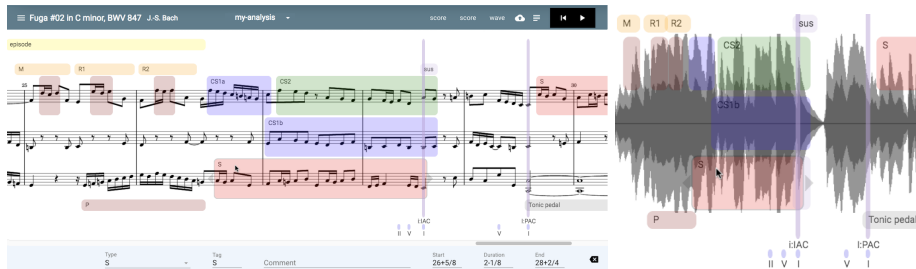 Fuga #02 in C minor, BWV 847 J.-S. Bach my-analysis score score wave
episode
M R1 R2 CS1a CS2 sus S
25 30
CS1b
S
P Tonic pedal
i:IAC I:PAC
II V I V I
Type Tag Comment Start Duration End
S S 26+5/8 2-1/8 28+2/4
M R1 R2 sus
CS2 S
CS1b
S
P Tonic pedal
i:IAC I:PAC
II V I V I